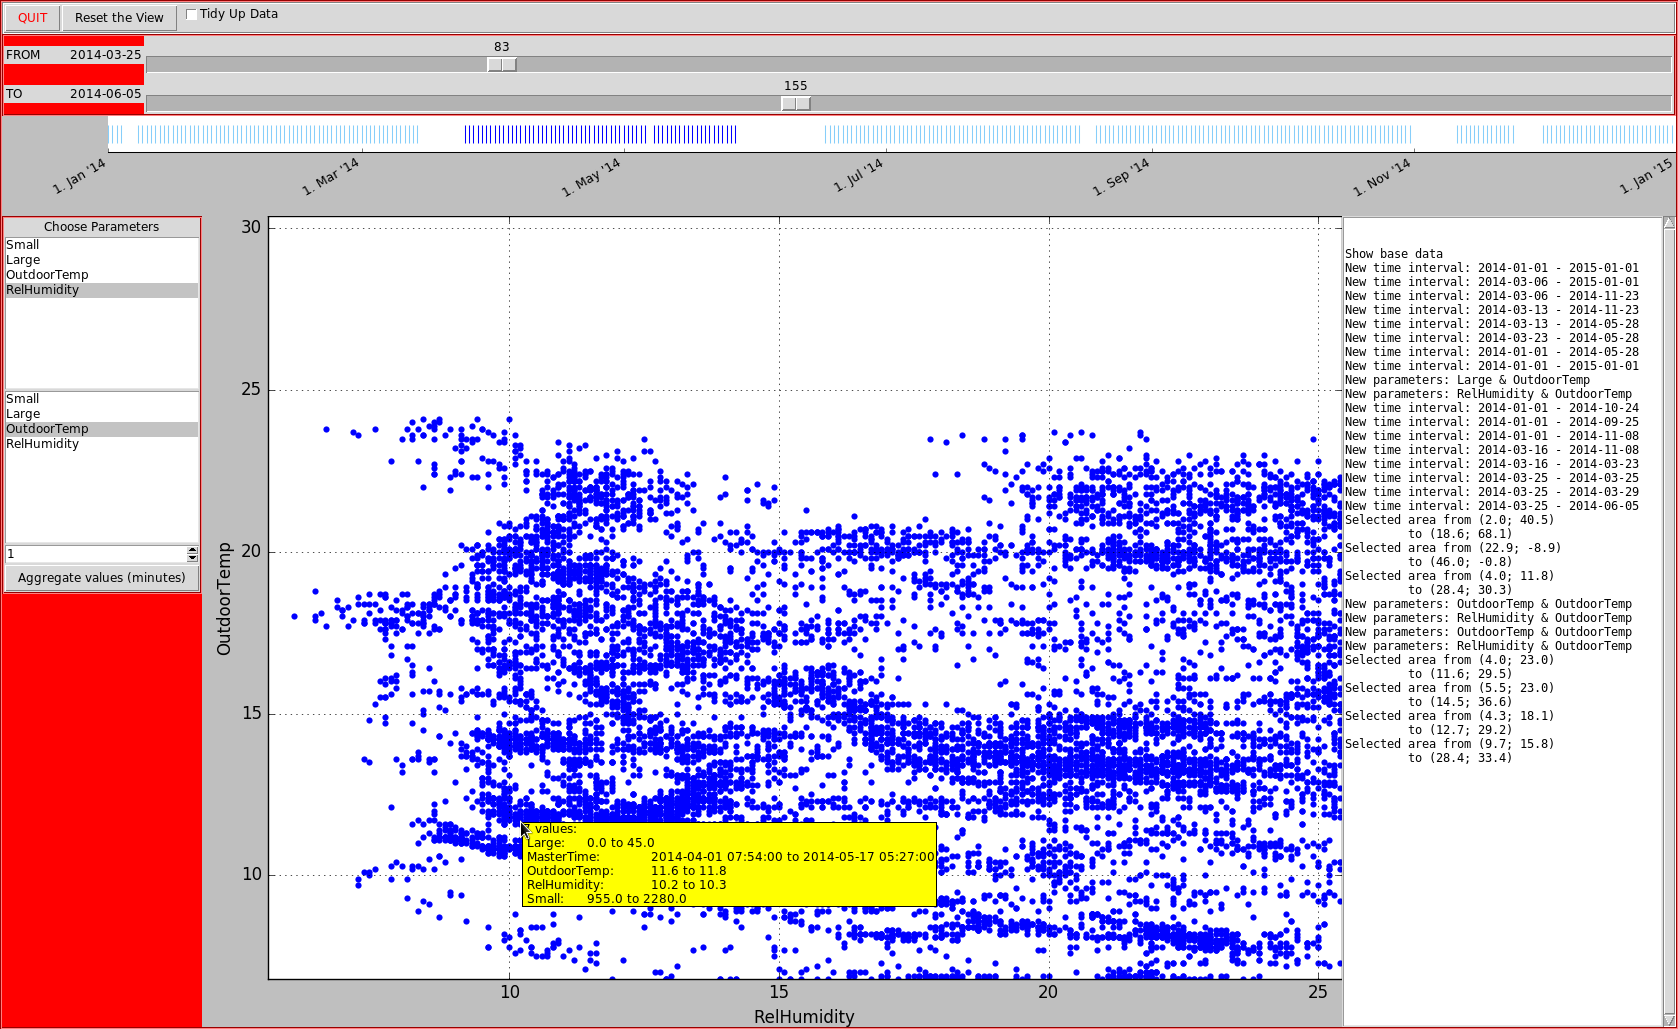 QUIT Reset the View Tidy Up Data
83
FROM 2014-03-25
155
TO 2014-06-05
1. Jan '14 1. Mar '14 1. May '14 1. Jul '14 1. Sep '14 1. Nov '14 1. Jan '15
Choose Parameters
Small
Large
OutdoorTemp
RelHumidity
Small
Large
OutdoorTemp
RelHumidity
1
Aggregate values (minutes)
30
25
20
15
10
OutdoorTemp
values:
Large: 0.0 to 45.0
MasterTime: 2014-04-01 07:54:00 to 2014-05-17 05:27:00
OutdoorTemp: 11.6 to 11.8
RelHumidity: 10.2 to 10.3
Small: 955.0 to 2280.0
10 15 20 25
RelHumidity
Show base data
New time interval: 2014-01-01 - 2015-01-01
New time interval: 2014-03-06 - 2015-01-01
New time interval: 2014-03-06 - 2014-11-23
New time interval: 2014-03-13 - 2014-11-23
New time interval: 2014-03-13 - 2014-05-28
New time interval: 2014-03-23 - 2014-05-28
New time interval: 2014-01-01 - 2014-05-28
New time interval: 2014-01-01 - 2015-01-01
New parameters: Large & OutdoorTemp
New parameters: RelHumidity & OutdoorTemp
New time interval: 2014-01-01 - 2014-10-24
New time interval: 2014-01-01 - 2014-09-25
New time interval: 2014-01-01 - 2014-11-08
New time interval: 2014-03-16 - 2014-11-08
New time interval: 2014-03-16 - 2014-03-23
New time interval: 2014-03-25 - 2014-03-25
New time interval: 2014-03-25 - 2014-03-29
New time interval: 2014-03-25 - 2014-06-05
Selected area from (2.0; 40.5)
to (18.6; 68.1)
Selected area from (22.9; -8.9)
to (46.0; -0.8)
Selected area from (4.0; 11.8)
to (28.4; 30.3)
New parameters: OutdoorTemp & OutdoorTemp
New parameters: RelHumidity & OutdoorTemp
New parameters: OutdoorTemp & OutdoorTemp
New parameters: RelHumidity & OutdoorTemp
Selected area from (4.0; 23.0)
to (11.6; 29.5)
Selected area from (5.5; 23.0)
to (14.5; 36.6)
Selected area from (4.3; 18.1)
to (12.7; 29.2)
Selected area from (9.7; 15.8)
to (28.4; 33.4)